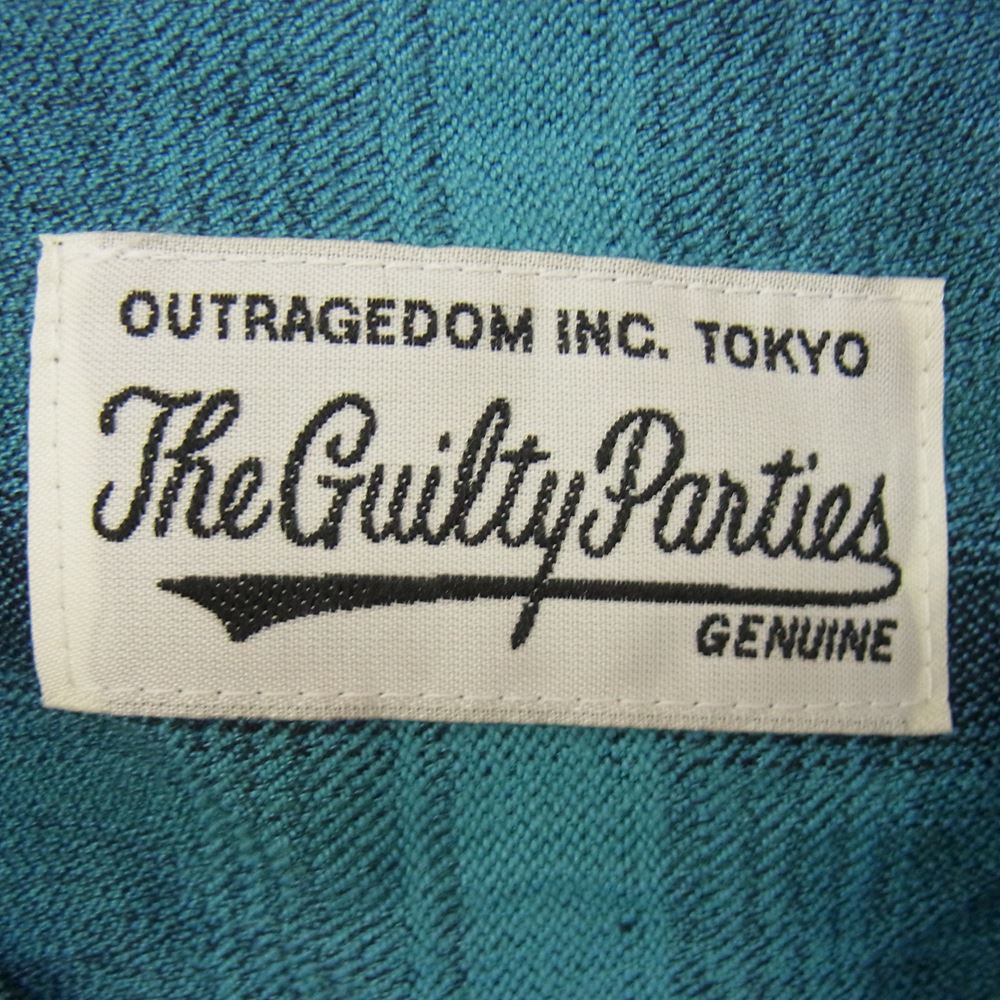 OUTRAGEDOM INC. TOKYO
The Guilty Parties
GENUINE